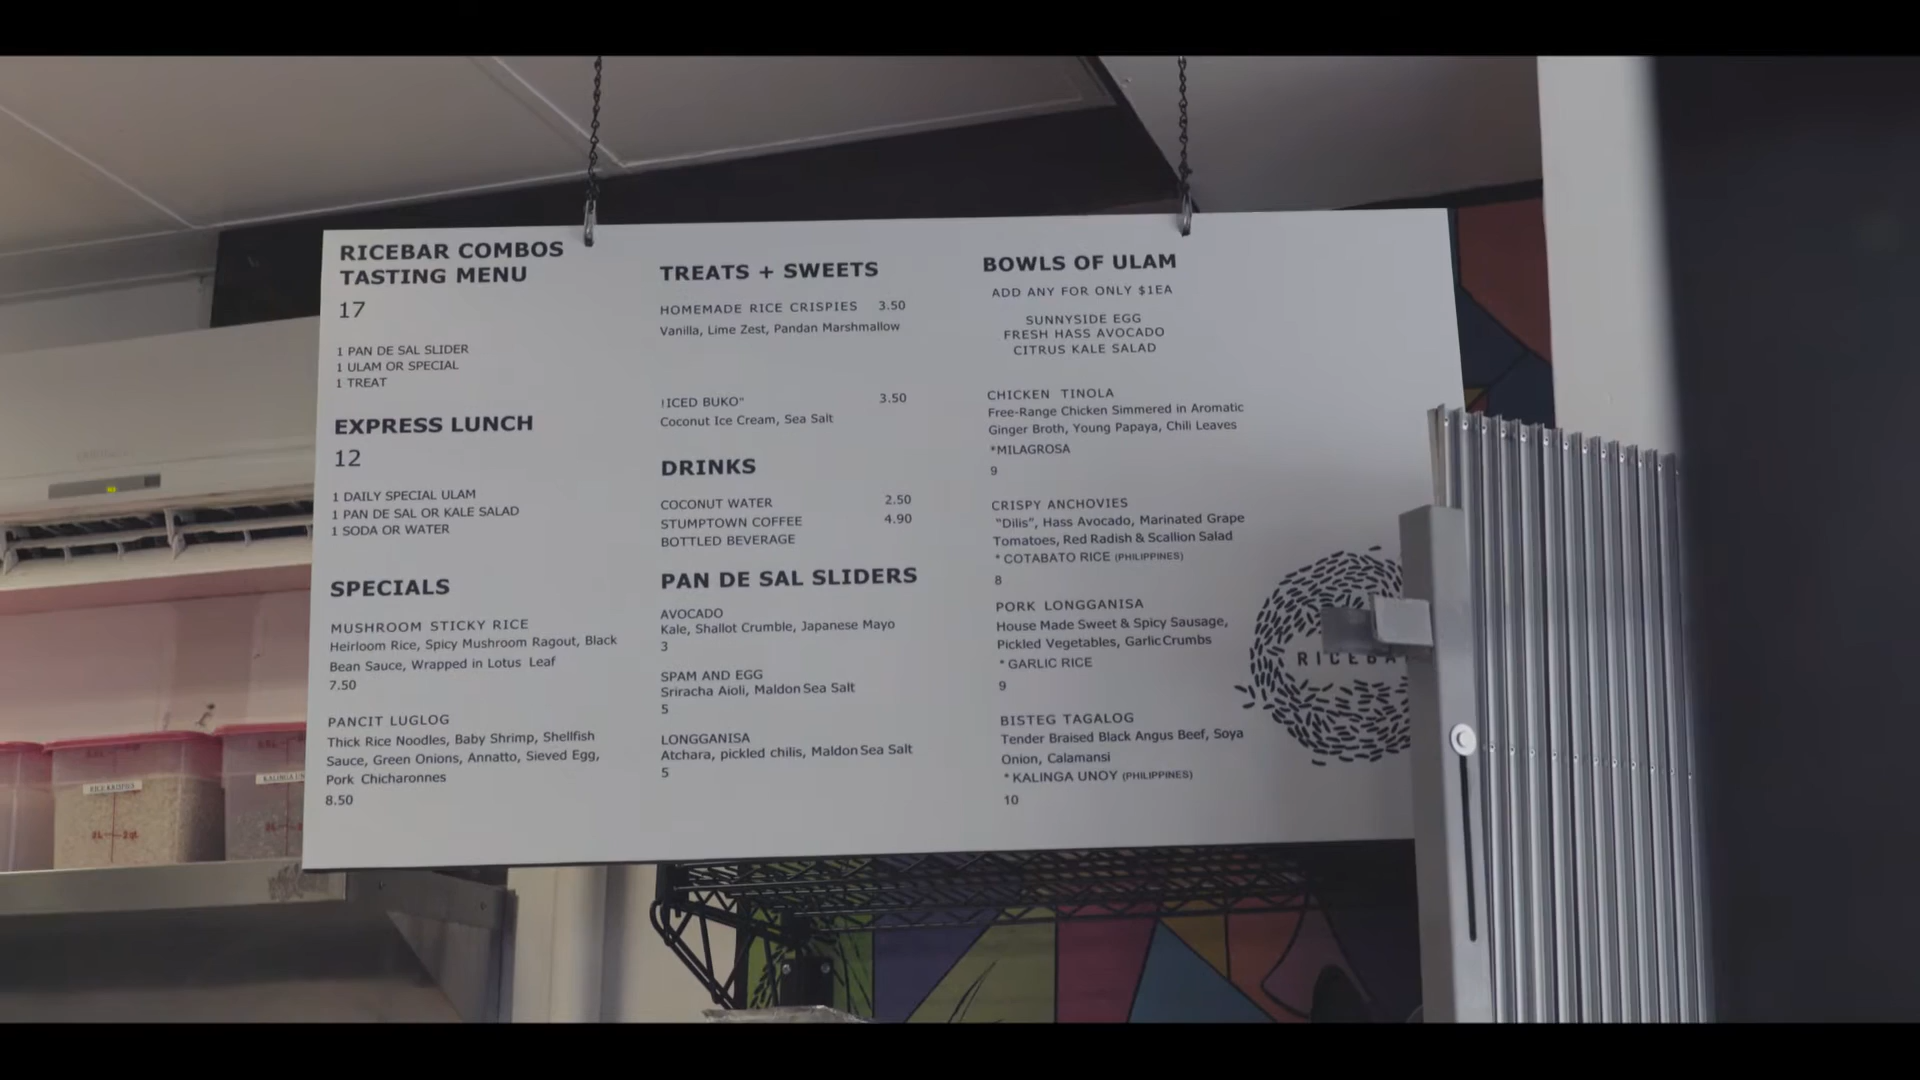 RICEBAR COMBOS
TASTING MENU
17
1 PAN DE SAL SLIDER
1 ULAM OR SPECIAL
1 TREAT
EXPRESS LUNCH
12
1 DAILY SPECIAL ULAM
1 PAN DE SAL OR KALE SALAD
1 SODA OR WATER
SPECIALS
MUSHROOM STICKY RICE
Heirloom Rice, Spicy Mushroom Ragout, Black
Bean Sauce, Wrapped in Lotus Leaf
7.50
PANCIT LUGLOG
Thick Rice Noodles, Baby Shrimp, Shellfish
Sauce, Green Onions, Annatto, Sieved Egg,
Pork Chicharonnes
8.50
TREATS + SWEETS
HOMEMADE RICE CRISPIES 3.50
Vanilla, Lime Zest, Pandan Marshmallow
!ICED BUKO" 3.50
Coconut Ice Cream, Sea Salt
DRINKS
COCONUT WATER 2.50
STUMPTOWN COFFEE 4.90
BOTTLED BEVERAGE
PAN DE SAL SLIDERS
AVOCADO
Kale, Shallot Crumble, Japanese Mayo
3
SPAM AND EGG
Sriracha Aioli, Maldon Sea Salt
5
LONGGANISA
Atchara, pickled chilis, Maldon Sea Salt
5
BOWLS OF ULAM
ADD ANY FOR ONLY $1EA
SUNNYSIDE EGG
FRESH HASS AVOCADO
CITRUS KALE SALAD
CHICKEN TINOLA
Free-Range Chicken Simmered in Aromatic
Ginger Broth, Young Papaya, Chili Leaves
*MILAGROSA
9
CRISPY ANCHOVIES
"Dilis", Hass Avocado, Marinated Grape
Tomatoes, Red Radish & Scallion Salad
* COTABATO RICE (PHILIPPINES)
8
PORK LONGGANISA
House Made Sweet & Spicy Sausage,
Pickled Vegetables, Garlic Crumbs
* GARLIC RICE
9
BISTEG TAGALOG
Tender Braised Black Angus Beef, Soya
Onion, Calamansi
* KALINGA UNOY (PHILIPPINES)
10
RICEBA